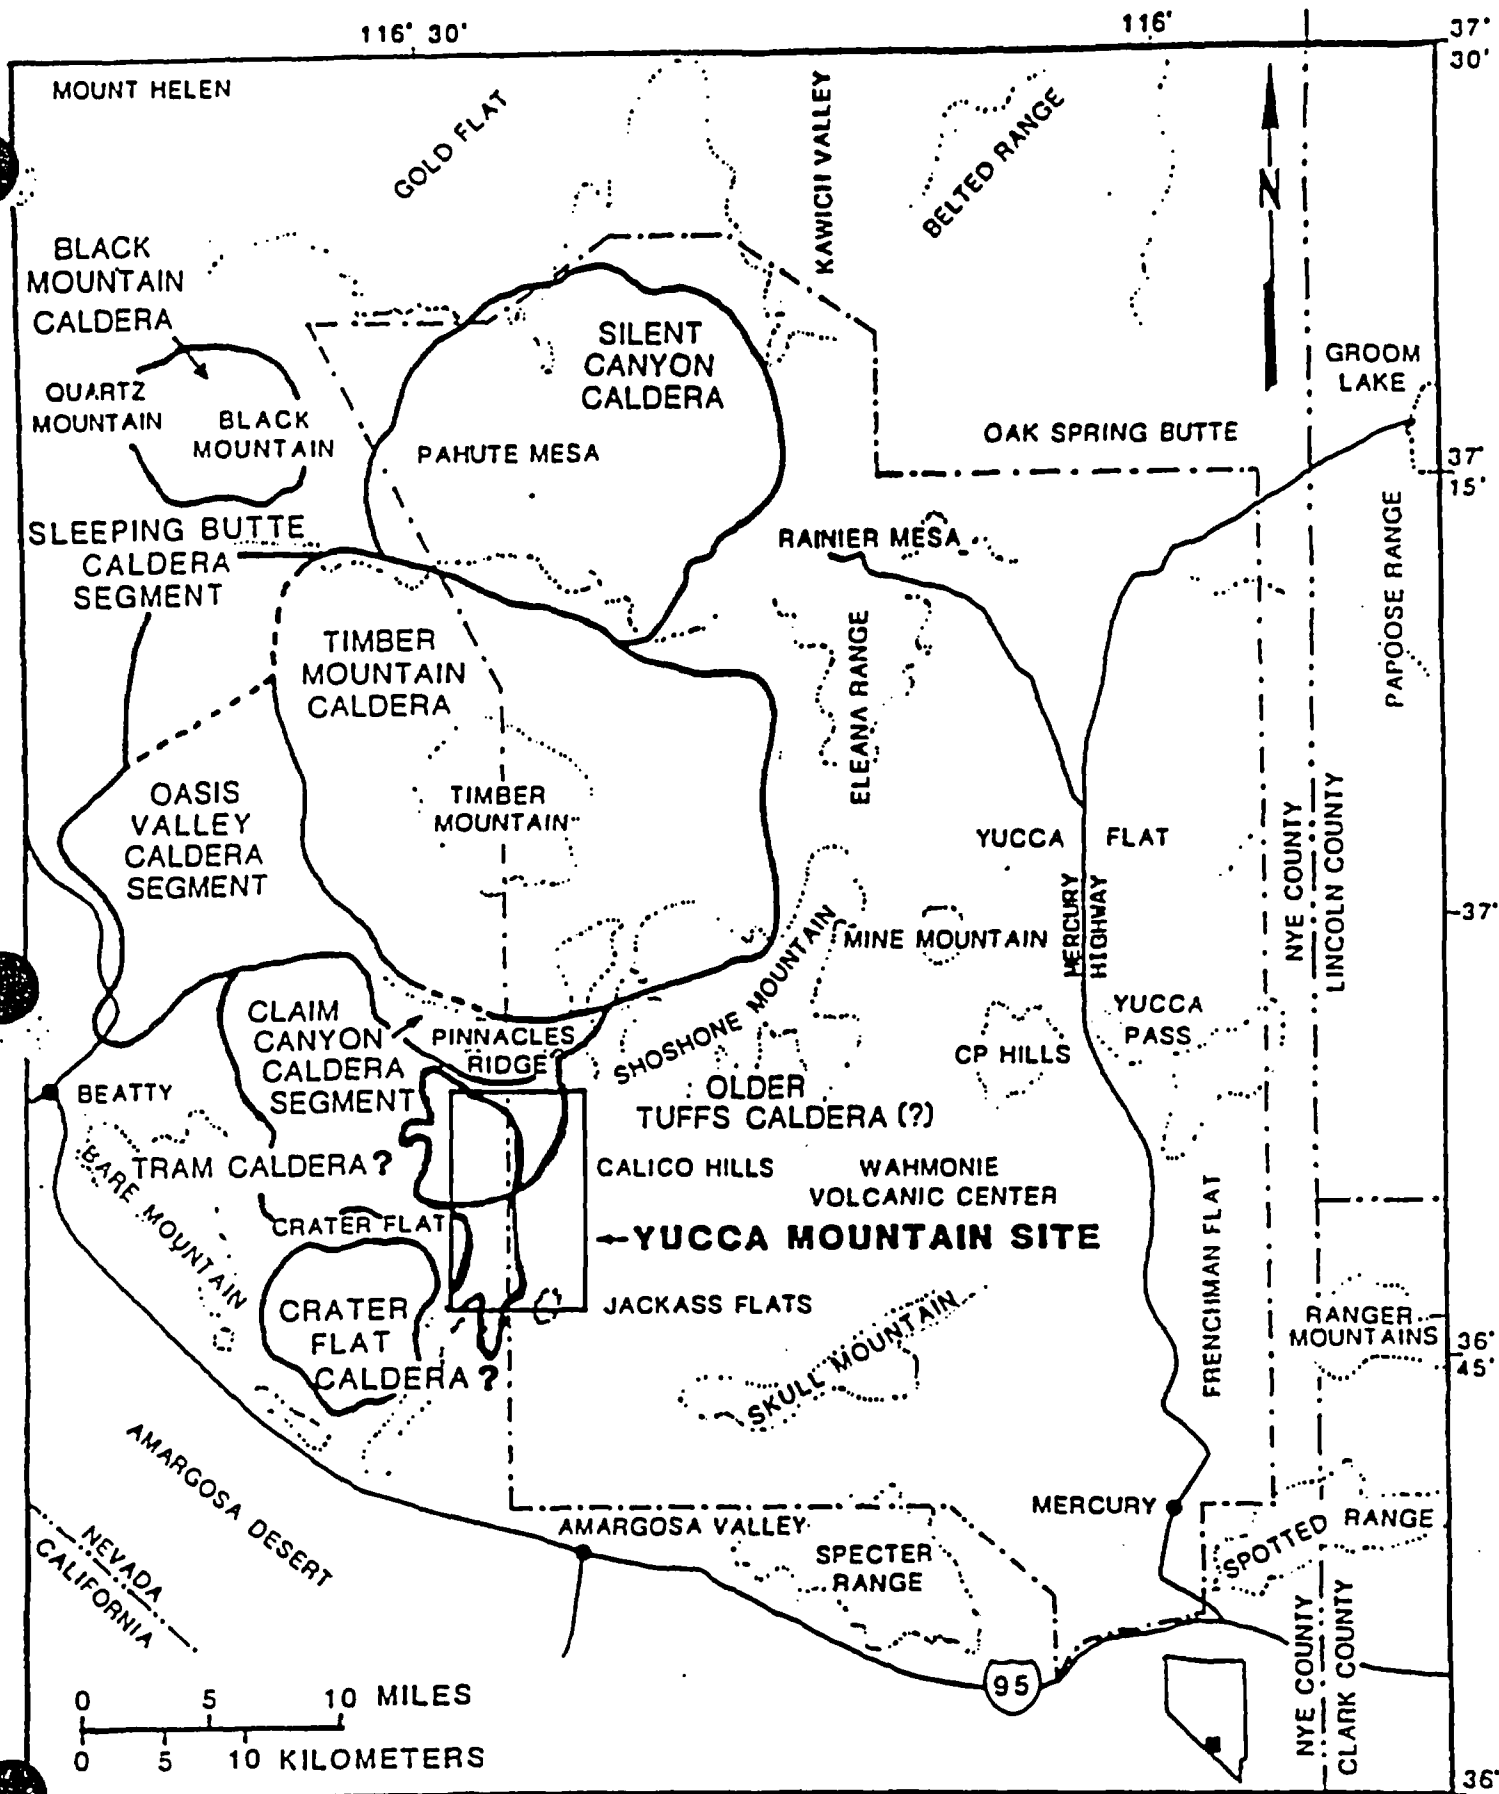 116° 30'
116°
37°
30'
MOUNT HELEN
GOLD FLAT
KAWICH VALLEY
BELTED RANGE
N
BLACK
MOUNTAIN
CALDERA
SILENT
CANYON
CALDERA
GROOM
LAKE
QUARTZ
MOUNTAIN
BLACK
MOUNTAIN
PAHUTE MESA
OAK SPRING BUTTE
37°
15'
SLEEPING BUTTE
CALDERA
SEGMENT
RAINIER MESA
PAPOOSE RANGE
TIMBER
MOUNTAIN
CALDERA
ELEANA RANGE
OASIS
VALLEY
CALDERA
SEGMENT
TIMBER
MOUNTAIN
YUCCA FLAT
NYE COUNTY
LINCOLN COUNTY
MERCURY
HIGHWAY
37°
MINE MOUNTAIN
SHOSHONE MOUNTAIN
CLAIM
CANYON
CALDERA
SEGMENT
PINNACLES
RIDGE
YUCCA
PASS
CP HILLS
BEATTY
OLDER
TUFFS CALDERA (?)
BARE MOUNTAIN
TRAM CALDERA ?
CALICO HILLS
WAHMONIE
VOLCANIC CENTER
CRATER FLAT
YUCCA MOUNTAIN SITE
FRENCHMAN FLAT
CRATER
FLAT
CALDERA ?
JACKASS FLATS
SKULL MOUNTAIN
RANGER
MOUNTAINS
36°
45'
AMARGOSA DESERT
MERCURY
SPOTTED RANGE
AMARGOSA VALLEY
SPECTER
RANGE
NEVADA
CALIFORNIA
NYE COUNTY
CLARK COUNTY
95
0 5 10 MILES
0 5 10 KILOMETERS
36°